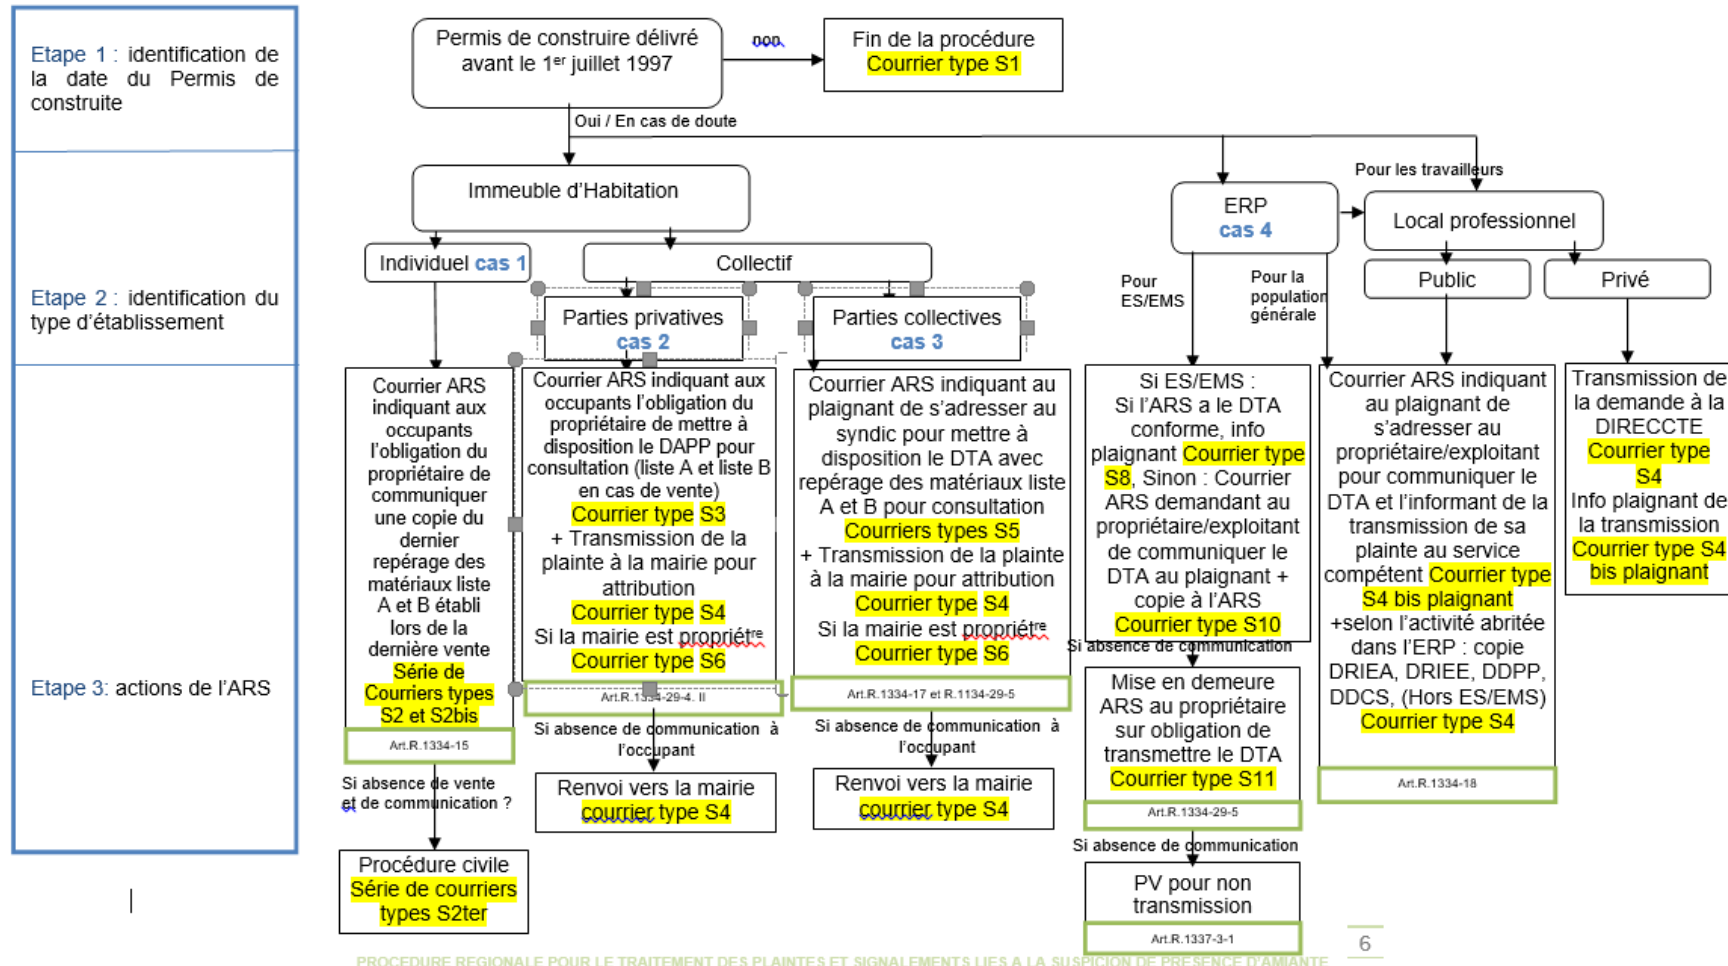 Etape 1 : identification de
la date du Permis de
construite
Etape 2 : identification du
type d'établissement
Etape 3: actions de l'ARS
Permis de construire délivré
avant le 1er juillet 1997
non
Fin de la procédure
Courrier type S1
Oui / En cas de doute
Immeuble d'Habitation
Individuel cas 1
Collectif
Parties privatives
cas 2
Parties collectives
cas 3
ERP
cas 4
Pour les travailleurs
Local professionnel
Public
Privé
Pour
ES/EMS
Pour la
population
générale
Courrier ARS
indiquant aux
occupants
l'obligation du
propriétaire de
communiquer
une copie du
dernier
repérage des
matériaux liste
A et B établi
lors de la
dernière vente
Série de
Courriers types
S2 et S2bis
Art.R.1334-15
Si absence de vente
et de communication ?
Procédure civile
Série de courriers
types S2ter
Courrier ARS indiquant aux
occupants l'obligation du
propriétaire de mettre à
disposition le DAPP pour
consultation (liste A et liste B
en cas de vente)
Courrier type S3
+ Transmission de la
plainte à la mairie pour
attribution
Courrier type S4
Si la mairie est propriétre
Courrier type S6
Art.R.1334-29-4. II
Si absence de communication à
l'occupant
Renvoi vers la mairie
courrier type S4
Courrier ARS indiquant au
plaignant de s'adresser au
syndic pour mettre à
disposition le DTA avec
repérage des matériaux liste
A et B pour consultation
Courriers types S5
+ Transmission de la plainte
à la mairie pour attribution
Courrier type S4
Si la mairie est propriétre
Courrier type S6
Art.R.1334-17 et R.1134-29-5
Si absence de communication à
l'occupant
Renvoi vers la mairie
courrier type S4
Si ES/EMS :
Si l'ARS a le DTA
conforme, info
plaignant Courrier type
S8, Sinon : Courrier
ARS demandant au
propriétaire/exploitant
de communiquer le
DTA au plaignant +
copie à l'ARS
Courrier type S10
Si absence de communication
Mise en demeure
ARS au propriétaire
sur obligation de
transmettre le DTA
Courrier type S11
Art.R.1334-29-5
Si absence de communication
PV pour non
transmission
Art.R.1337-3-1
Courrier ARS indiquant
au plaignant de
s'adresser au
propriétaire/exploitant
pour communiquer le
DTA et l'informant de la
transmission de sa
plainte au service
compétent Courrier type
S4 bis plaignant
+selon l'activité abritée
dans l'ERP : copie
DRIEA, DRIEE, DDPP,
DDCS, (Hors ES/EMS)
Courrier type S4
Art.R.1334-18
Transmission de
la demande à la
DIRECCTE
Courrier type
S4
Info plaignant de
la transmission
Courrier type S4
bis plaignant
6
PROCEDURE REGIONALE POUR LE TRAITEMENT DES PLAINTES ET SIGNALEMENTS LIES A LA SUSPICION DE PRESENCE D'AMIANTE